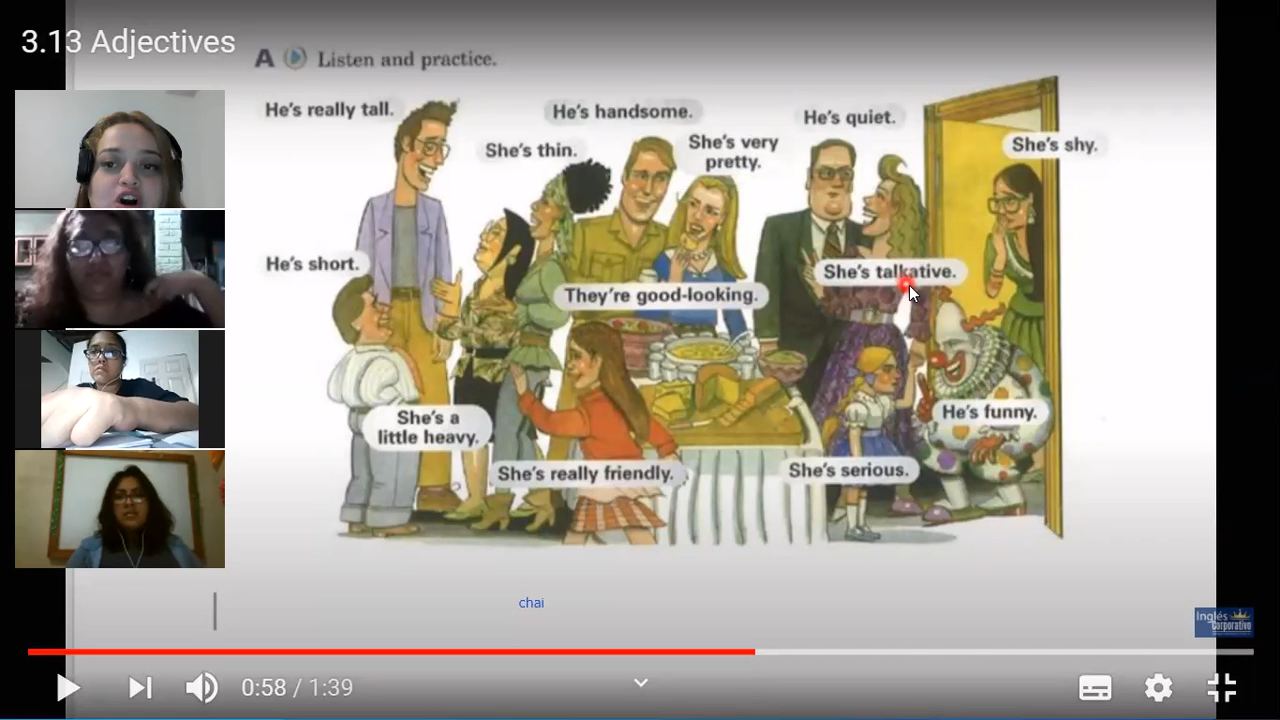 3.13 Adjectives
A Listen and practice.
He's really tall.
He's handsome.
He's quiet.
She's thin.
She's very
pretty.
She's shy.
He's short.
She's talkative.
They're good-looking.
She's a
little heavy.
He's funny.
She's really friendly.
She's serious.
chai
Inglés
Corporativo
0:58 / 1:39